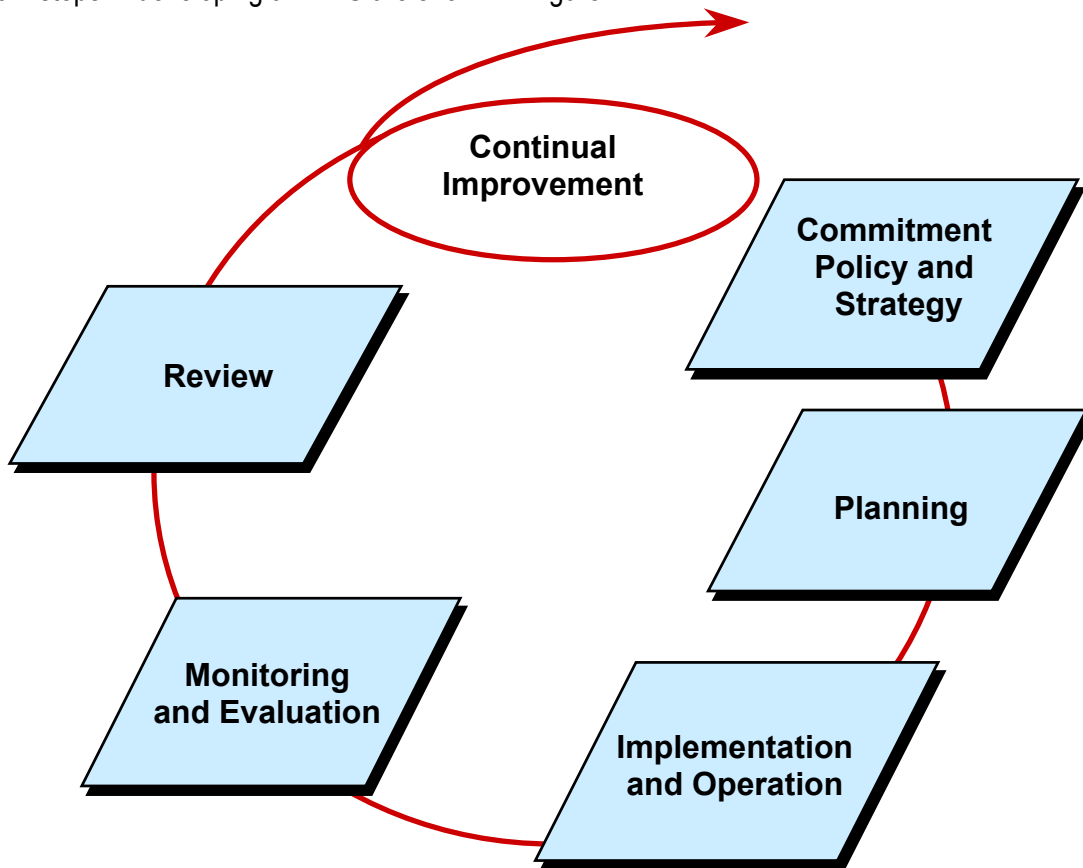 Continual
Improvement
Commitment
Policy and
Strategy
Review
Planning
Monitoring
and Evaluation
Implementation
and Operation